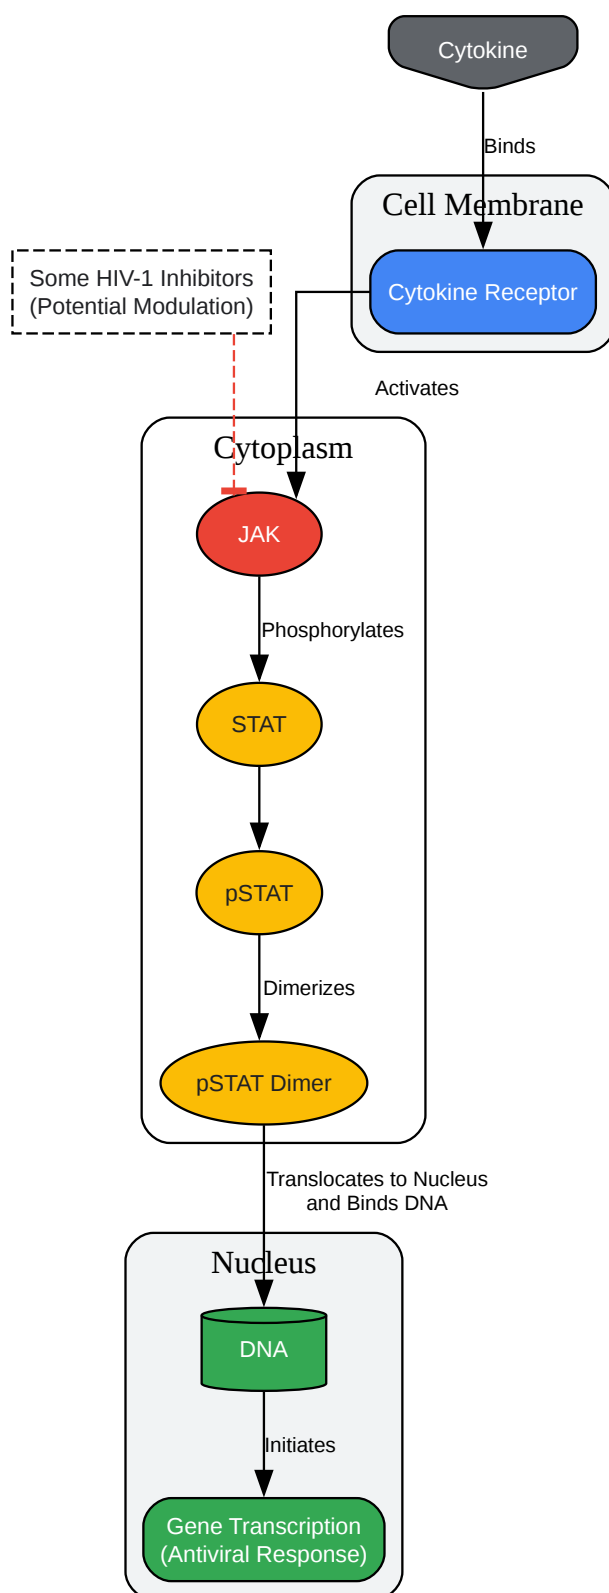 Cytokine
Binds
Cell Membrane
Some HIV-1 Inhibitors
(Potential Modulation)
Cytokine Receptor
Activates
Cytoplasm
JAK
Phosphorylates
STAT
pSTAT
Dimerizes
pSTAT Dimer
Translocates to Nucleus
and Binds DNA
Nucleus
DNA
Initiates
Gene Transcription
(Antiviral Response)